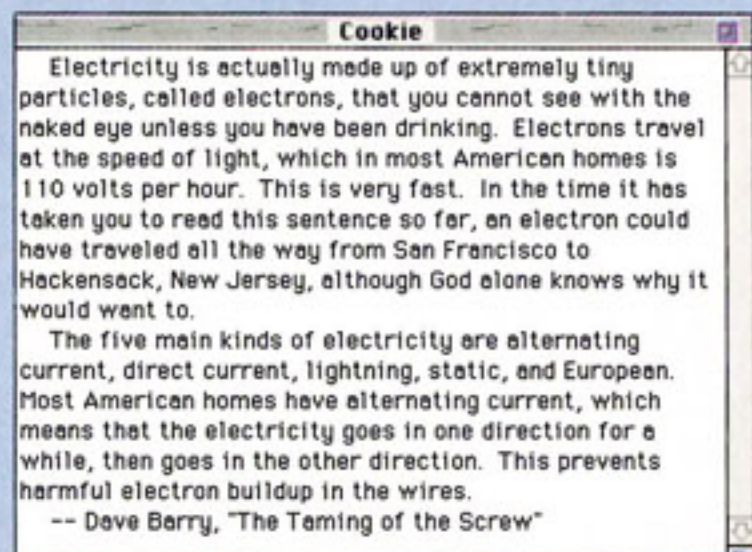 Cookie
Electricity is actually made up of extremely tiny
particles, called electrons, that you cannot see with the
naked eye unless you have been drinking.  Electrons travel
at the speed of light, which in most American homes is
110 volts per hour.  This is very fast.  In the time it has
taken you to read this sentence so far, an electron could
have traveled all the way from San Francisco to
Hackensack, New Jersey, although God alone knows why it
would want to.
The five main kinds of electricity are alternating
current, direct current, lightning, static, and European.
Most American homes have alternating current, which
means that the electricity goes in one direction for a
while, then goes in the other direction.  This prevents
harmful electron buildup in the wires.
-- Dave Barry, "The Taming of the Screw"